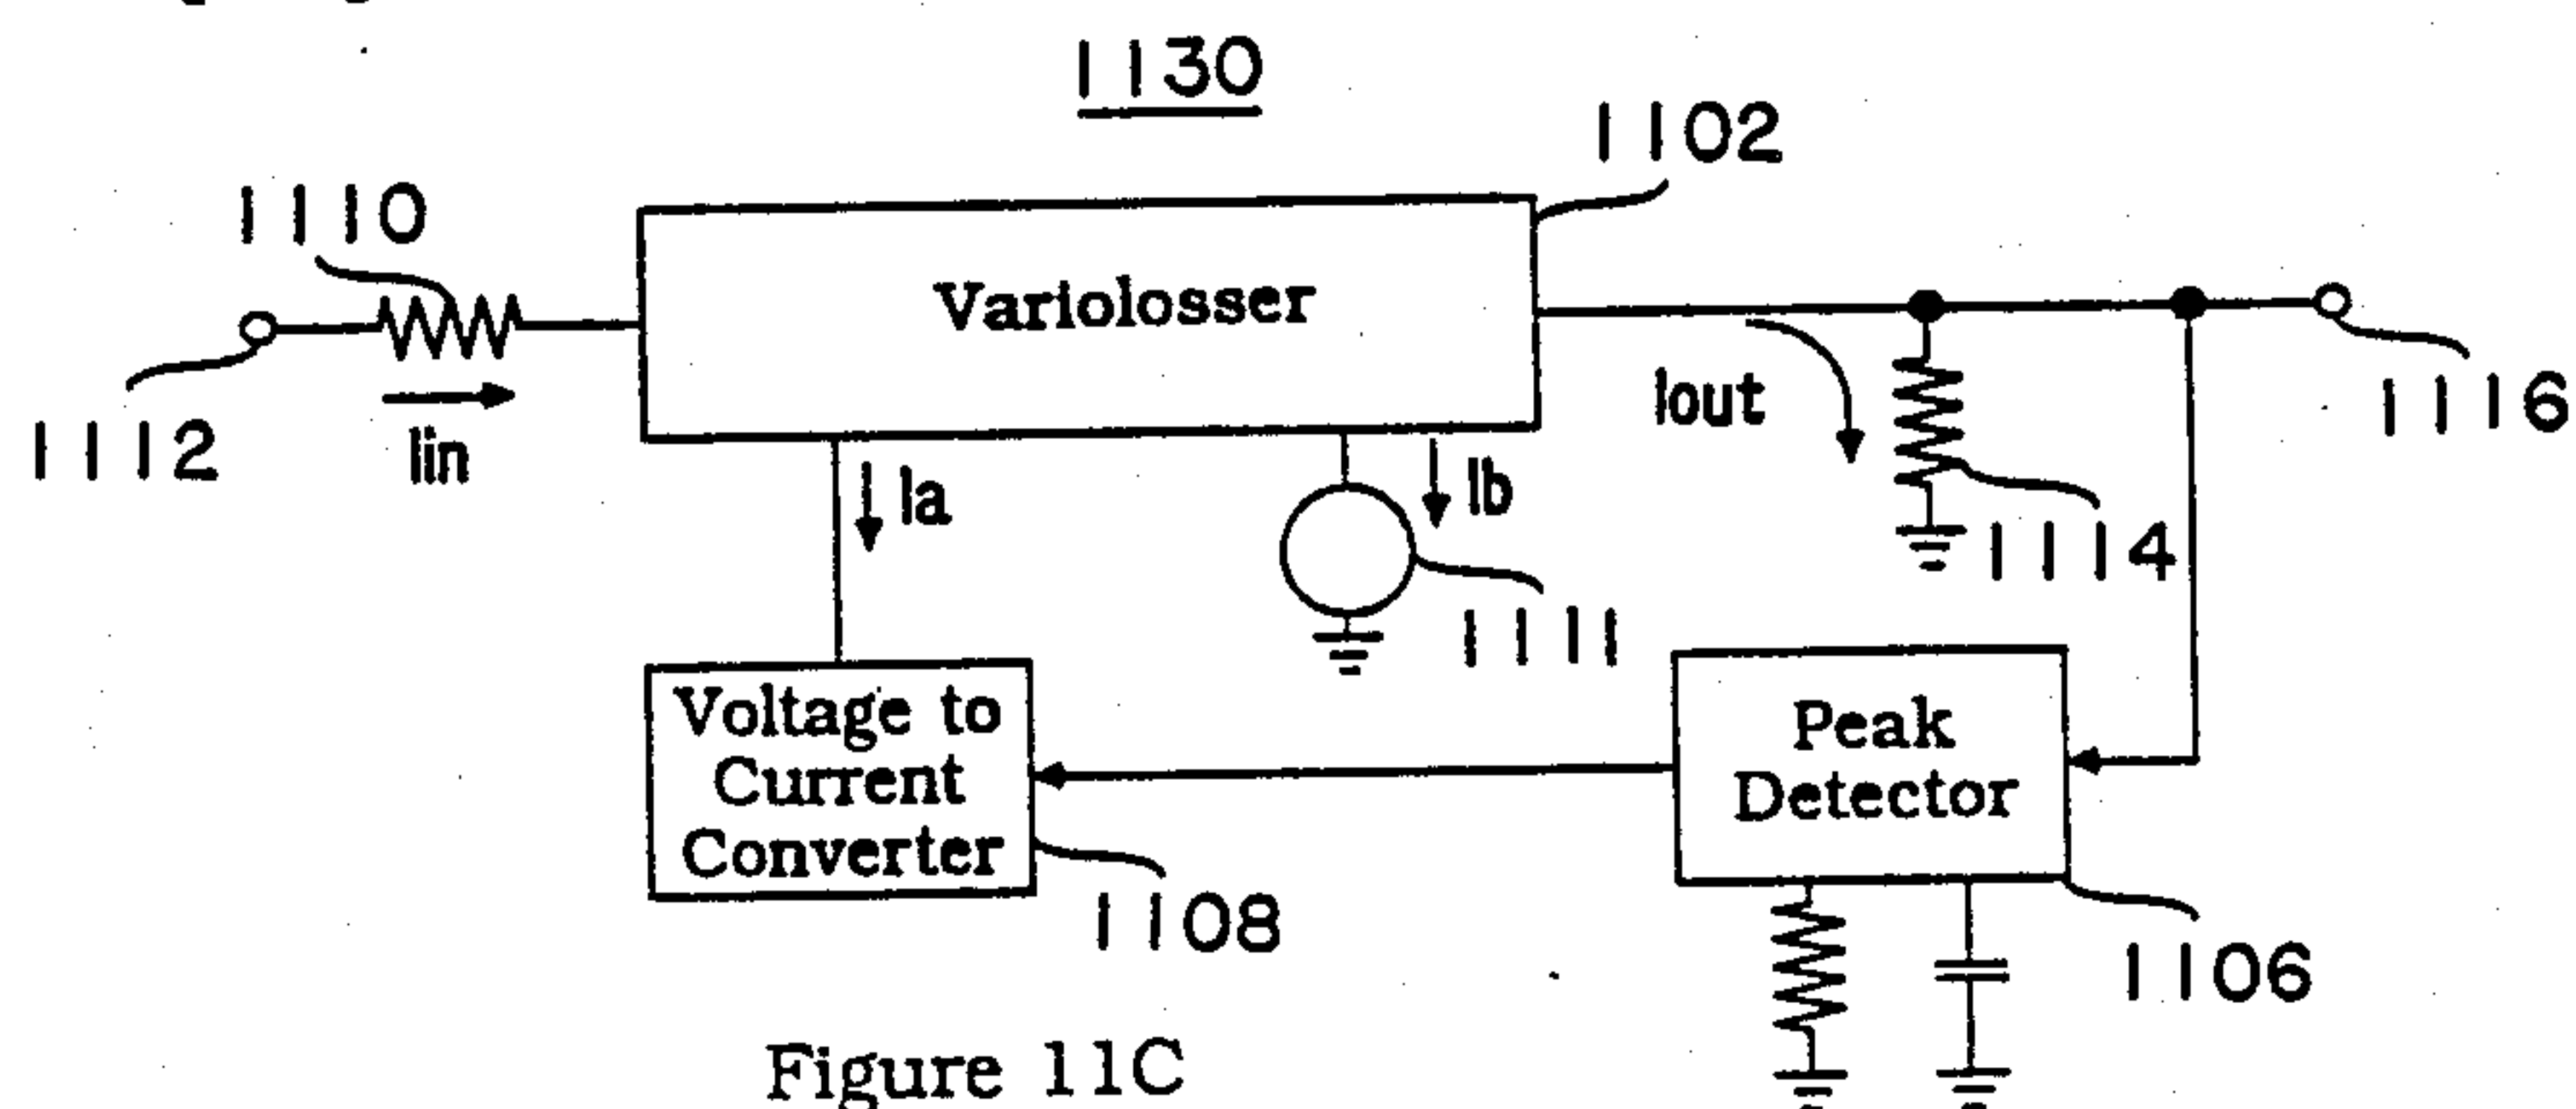 1130
1102
1110
Variolosser
1112
Iin
Iout
1116
Ia
Ib
1114
1111
Voltage to
Current
Converter
Peak
Detector
1108
1106
Figure 11C